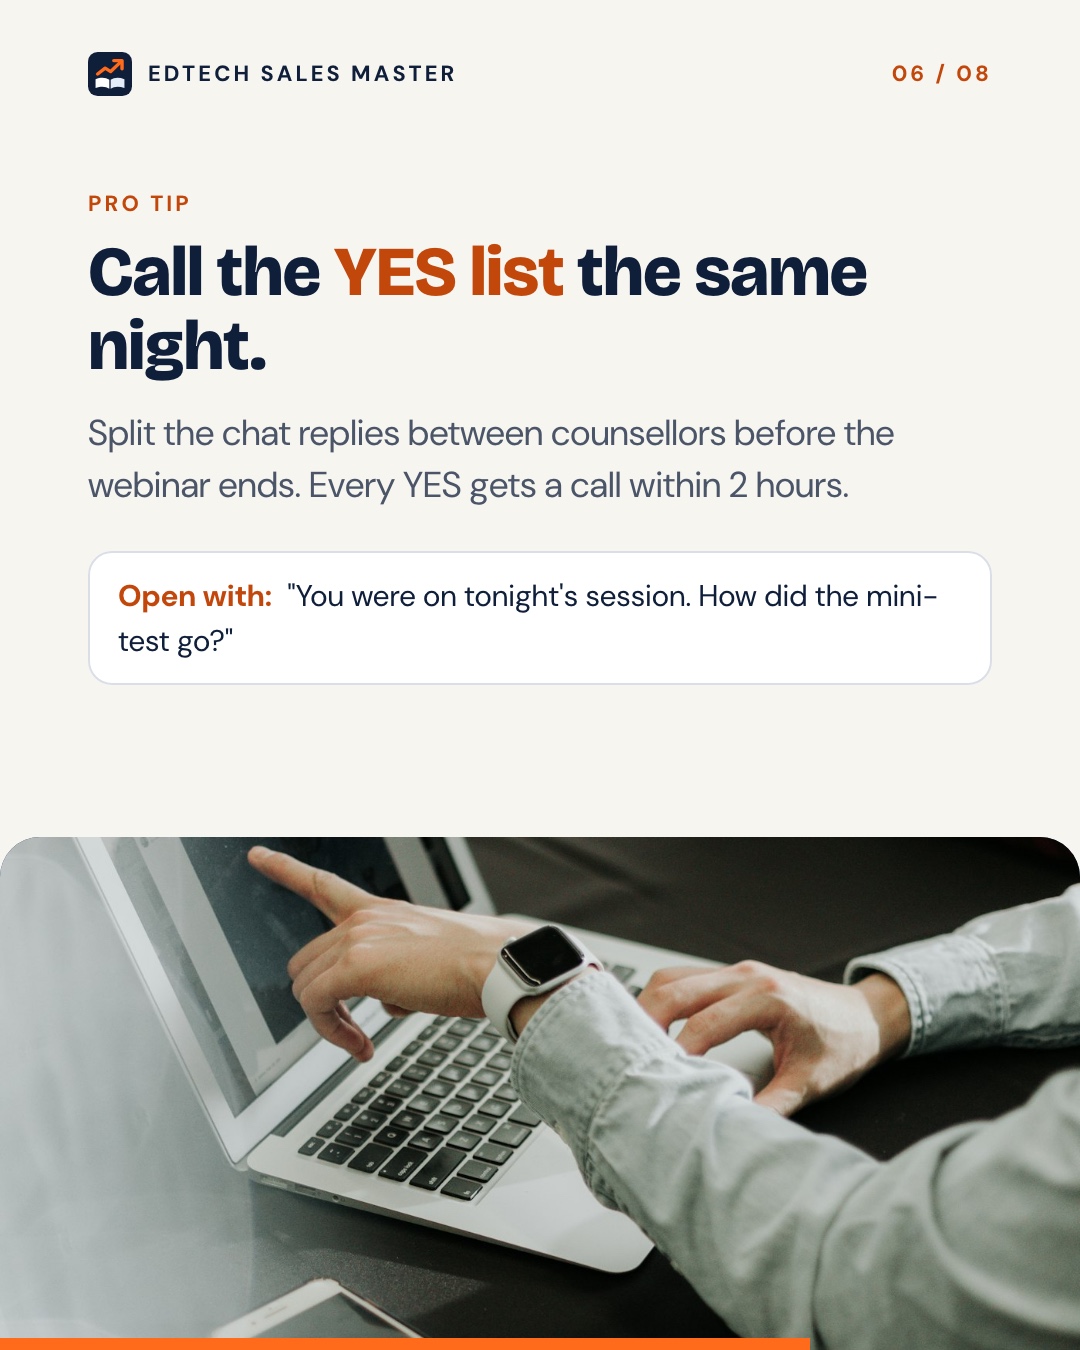 EDTECH SALES MASTER
06 / 08
PRO TIP
Call the YES list the same
night.
Split the chat replies between counsellors before the
webinar ends. Every YES gets a call within 2 hours.
Open with: "You were on tonight's session. How did the mini-
test go?"